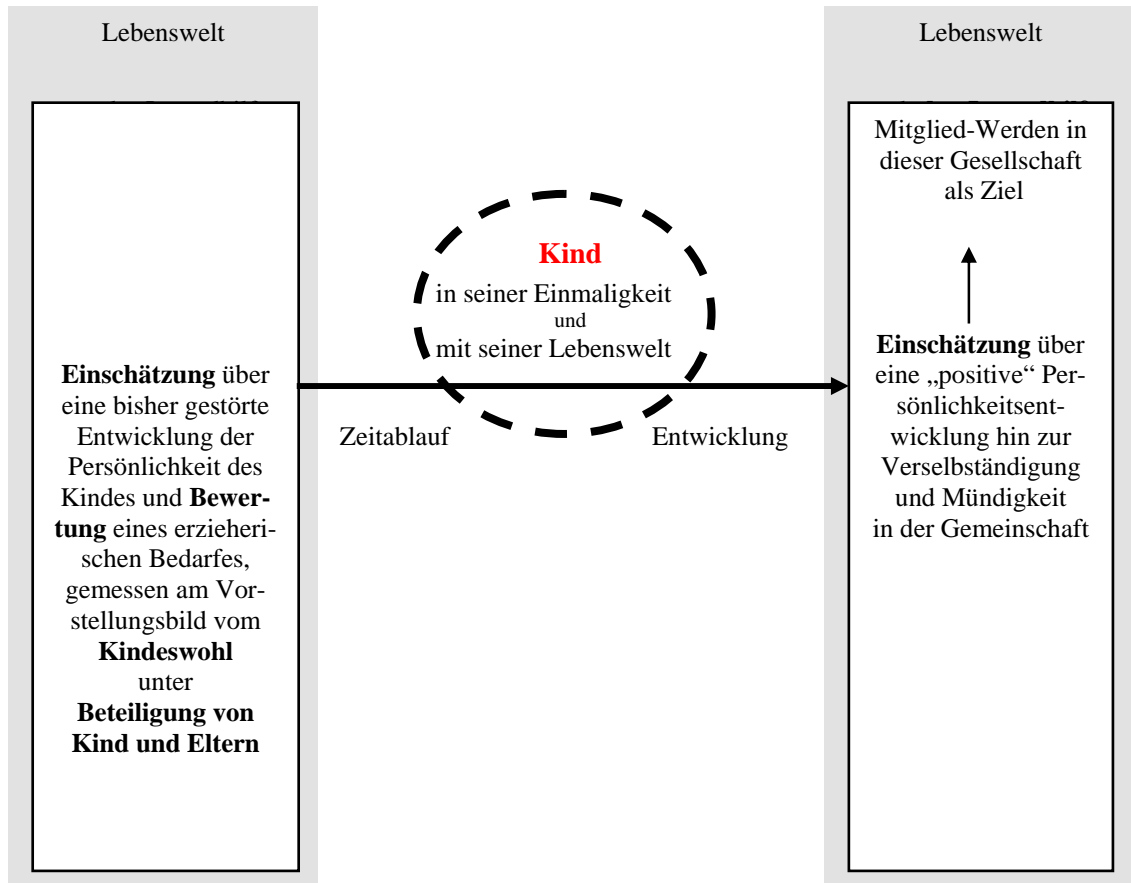 Lebenswelt
Einschätzung über
eine bisher gestörte
Entwicklung der
Persönlichkeit des
Kindes und Bewer-
tung eines erzieheri-
schen Bedarfes,
gemessen am Vor-
stellungsbild vom
Kindeswohl
unter
Beteiligung von
Kind und Eltern
Kind
in seiner Einmaligkeit
und
mit seiner Lebenswelt
Zeitablauf
Entwicklung
Lebenswelt
Mitglied-Werden in
dieser Gesellschaft
als Ziel
Einschätzung über
eine „positive“ Per-
sönlichkeitsent-
wicklung hin zur
Verselbständigung
und Mündigkeit
in der Gemeinschaft